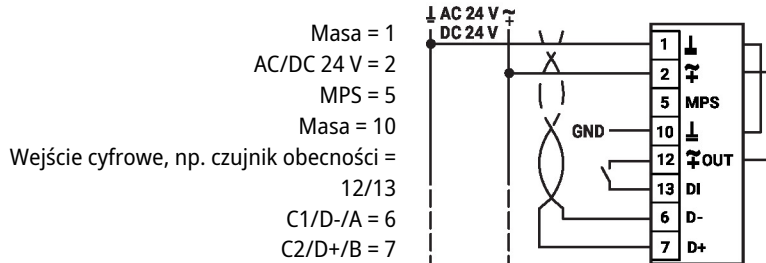 Masa = 1
AC/DC 24 V = 2
MPS = 5
Masa = 10
Wejście cyfrowe, np. czujnik obecności =
12/13
C1/D-/A = 6
C2/D+/B = 7
AC 24 V
DC 24 V
1
2
5 MPS
GND 10
12 OUT
13 DI
6 D-
7 D+